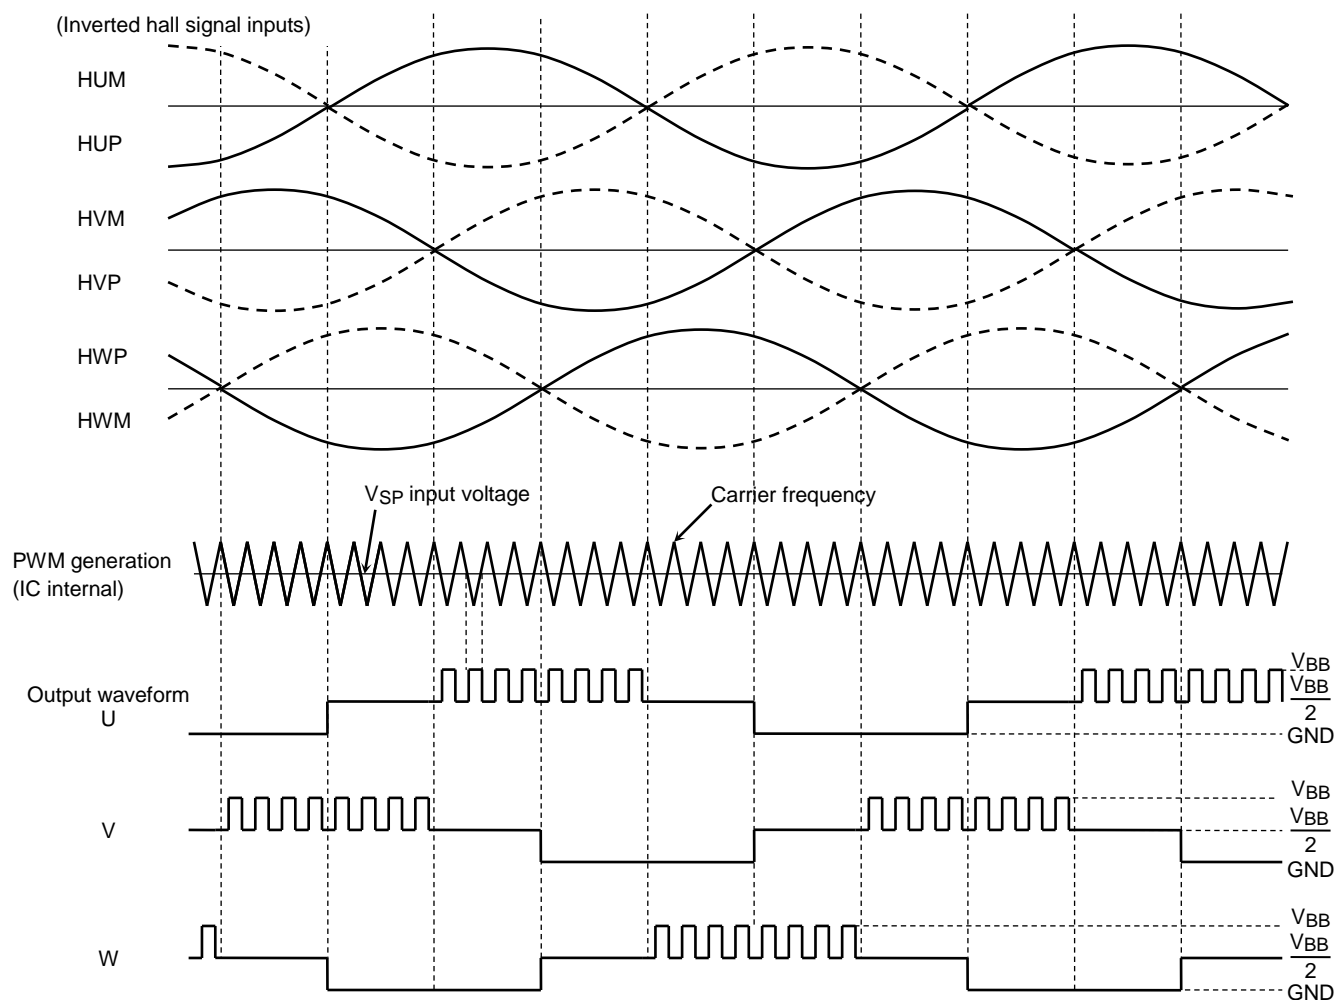 (Inverted hall signal inputs)
HUM
HUP
HVM
HVP
HWP
HWM
VSP input voltage
Carrier frequency
PWM generation
(IC internal)
Output waveform
U
VBB
VBB
2
GND
V
VBB
VBB
2
GND
W
VBB
VBB
2
GND